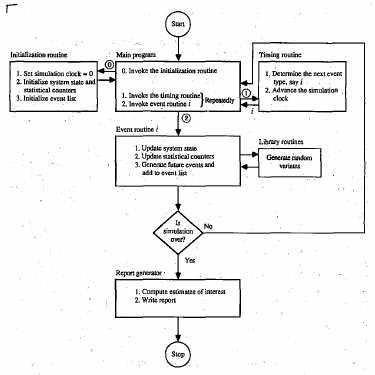 Start
Initialization routine
1. Set simulation clock = 0
2. Initialize system state and
statistical counters
3. Initialize event list
0
Main program
0. Invoke the initialization routine
1. Invoke the timing routine
2. Invoke event routine i
Repeatedly
1
i
Timing routine
1. Determine the next event
type, say i
2. Advance the simulation
clock
2
Event routine i
1. Update system state
2. Update statistical counters
3. Generate future events and
add to event list
Library routines
Generate random
variates
Is
simulation
over?
No
Yes
Report generator
1. Compute estimates of interest
2. Write report
Stop